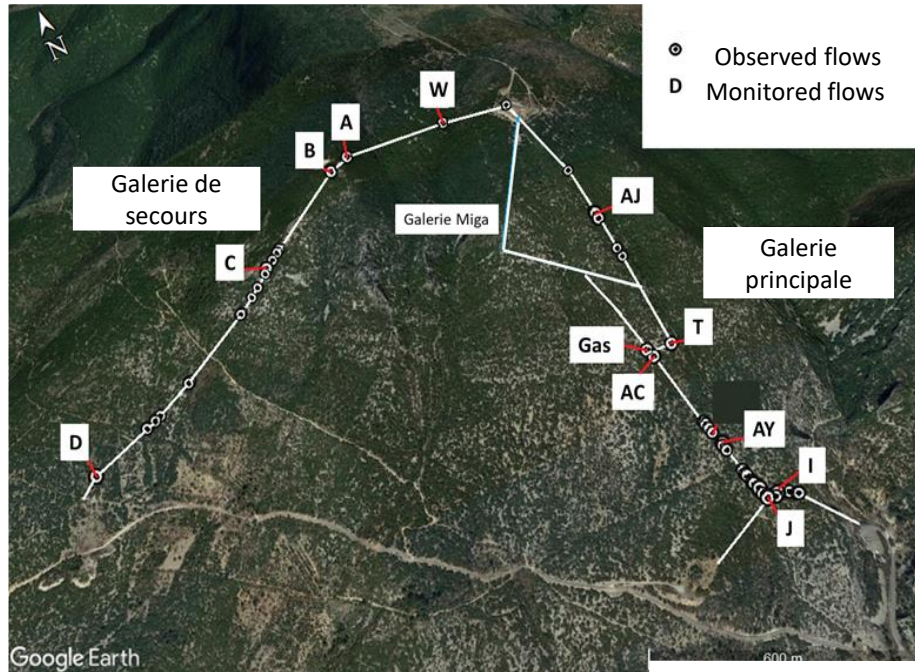 N
Observed flows
D Monitored flows
W
A
B
Galerie de
secours
AJ
Galerie Miga
C
Galerie
principale
T
Gas
AC
AY
D
I
J
Google Earth
600 m